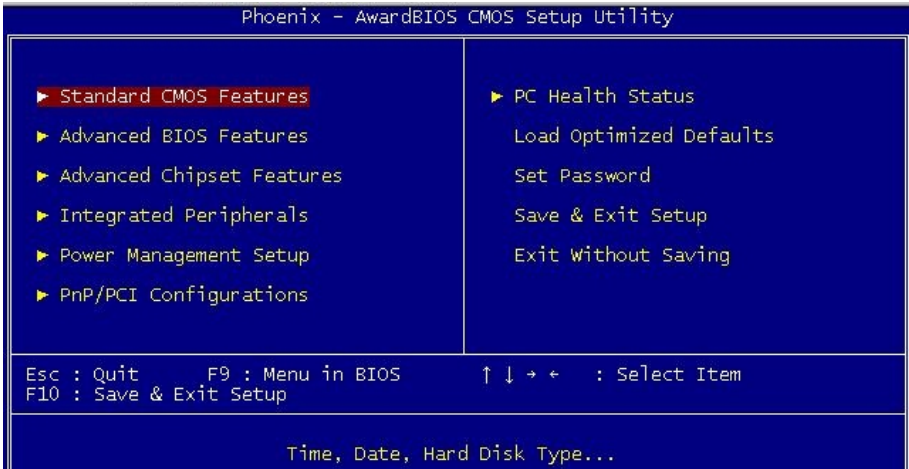 Phoenix - AwardBIOS CMOS Setup Utility
► Standard CMOS Features
► Advanced BIOS Features
► Advanced Chipset Features
► Integrated Peripherals
► Power Management Setup
► PnP/PCI Configurations
► PC Health Status
Load Optimized Defaults
Set Password
Save & Exit Setup
Exit Without Saving
Esc : Quit F9 : Menu in BIOS ↑ ↓ → ← : Select Item
F10 : Save & Exit Setup
Time, Date, Hard Disk Type...